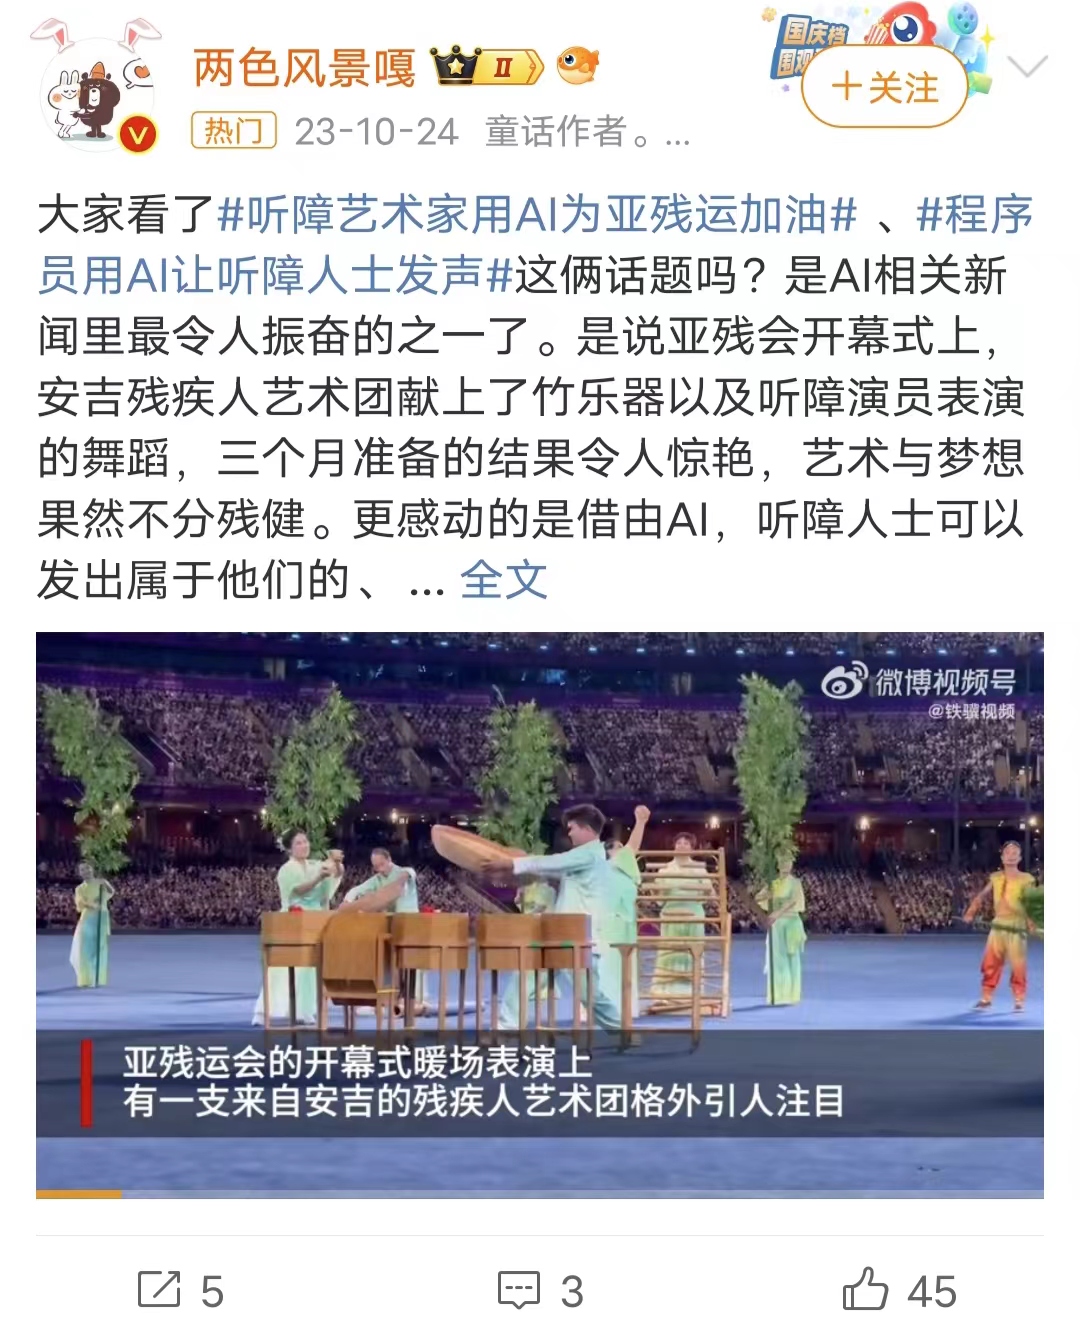 两色风景嘎 II
国庆档
+关注
热门 23-10-24 童话作者。...
大家看了#听障艺术家用AI为亚残运加油# 、#程序
员用AI让听障人士发声#这俩话题吗？是AI相关新
闻里最令人振奋的之一了。是说亚残会开幕式上，
安吉残疾人艺术团献上了竹乐器以及听障演员表演
的舞蹈，三个月准备的结果令人惊艳，艺术与梦想
果然不分残健。更感动的是借由AI，听障人士可以
发出属于他们的、 ... 全文
微博视频号
@铁骥视频
亚残运会的开幕式暖场表演上
有一支来自安吉的残疾人艺术团格外引人注目
5 3 45